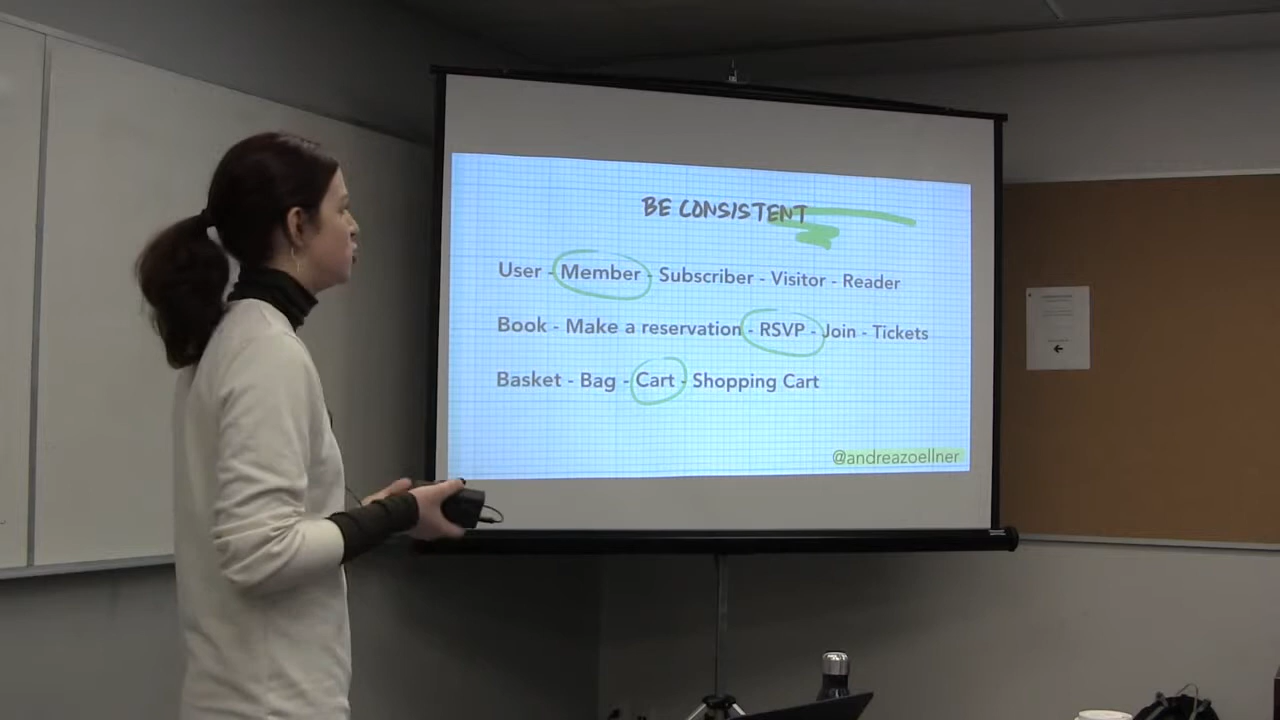 BE CONSISTENT
User - Member - Subscriber - Visitor - Reader
Book - Make a reservation - RSVP - Join - Tickets
Basket - Bag - Cart - Shopping Cart
@andreazoellner